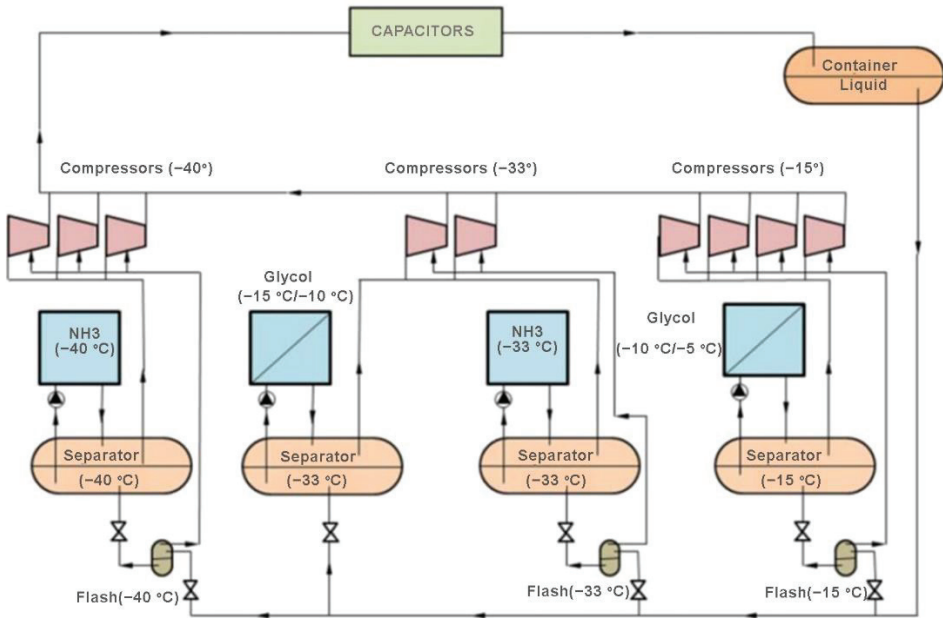 CAPACITORS
Container
Liquid
Compressors (−40°)
Compressors (−33°)
Compressors (−15°)
Glycol
(−15 °C/−10 °C)
NH3
(−40 °C)
NH3
(−33 °C)
Glycol
(−10 °C/−5 °C)
Separator
(−40 °C)
Separator
(−33 °C)
Separator
(−33 °C)
Separator
(−15 °C)
Flash(−40 °C)
Flash(−33 °C)
Flash(−15 °C)